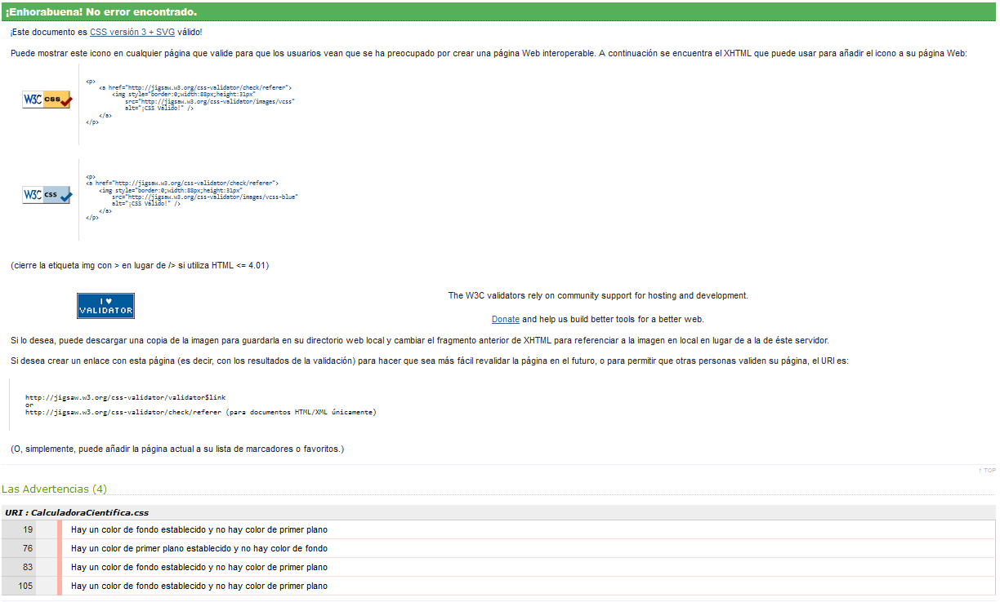 ¡Enhorabuena! No error encontrado.
¡Este documento es CSS versión 3 + SVG válido!
Puede mostrar este icono en cualquier página que valide para que los usuarios vean que se ha preocupado por crear una página Web interoperable. A continuación se encuentra el XHTML que puede usar para añadir el icono a su página Web:
W3C css
<p>
<a href="http://jigsaw.w3.org/css-validator/check/referer">
<img style="border:0;width:88px;height:31px"
src="http://jigsaw.w3.org/css-validator/images/vcss"
alt="¡CSS Válido!" />
</a>
</p>
W3C css
<p>
<a href="http://jigsaw.w3.org/css-validator/check/referer">
<img style="border:0;width:88px;height:31px"
src="http://jigsaw.w3.org/css-validator/images/vcss-blue"
alt="¡CSS Válido!" />
</a>
</p>
(cierre la etiqueta img con > en lugar de /> si utiliza HTML <= 4.01)
I ♥
VALIDATOR
The W3C validators rely on community support for hosting and development.
Donate and help us build better tools for a better web.
Si lo desea, puede descargar una copia de la imagen para guardarla en su directorio web local y cambiar el fragmento anterior de XHTML para referenciar a la imagen en local en lugar de a la de éste servidor.
Si desea crear un enlace con esta página (es decir, con los resultados de la validación) para hacer que sea más fácil revalidar la página en el futuro, o para permitir que otras personas validen su página, el URI es:
http://jigsaw.w3.org/css-validator/validator$link
or
http://jigsaw.w3.org/css-validator/check/referer (para documentos HTML/XML únicamente)
(O, simplemente, puede añadir la página actual a su lista de marcadores o favoritos.)
↑ TOP
Las Advertencias (4)
URI : CalculadoraCientifica.css
19 Hay un color de fondo establecido y no hay color de primer plano
76 Hay un color de primer plano establecido y no hay color de fondo
83 Hay un color de fondo establecido y no hay color de primer plano
105 Hay un color de fondo establecido y no hay color de primer plano